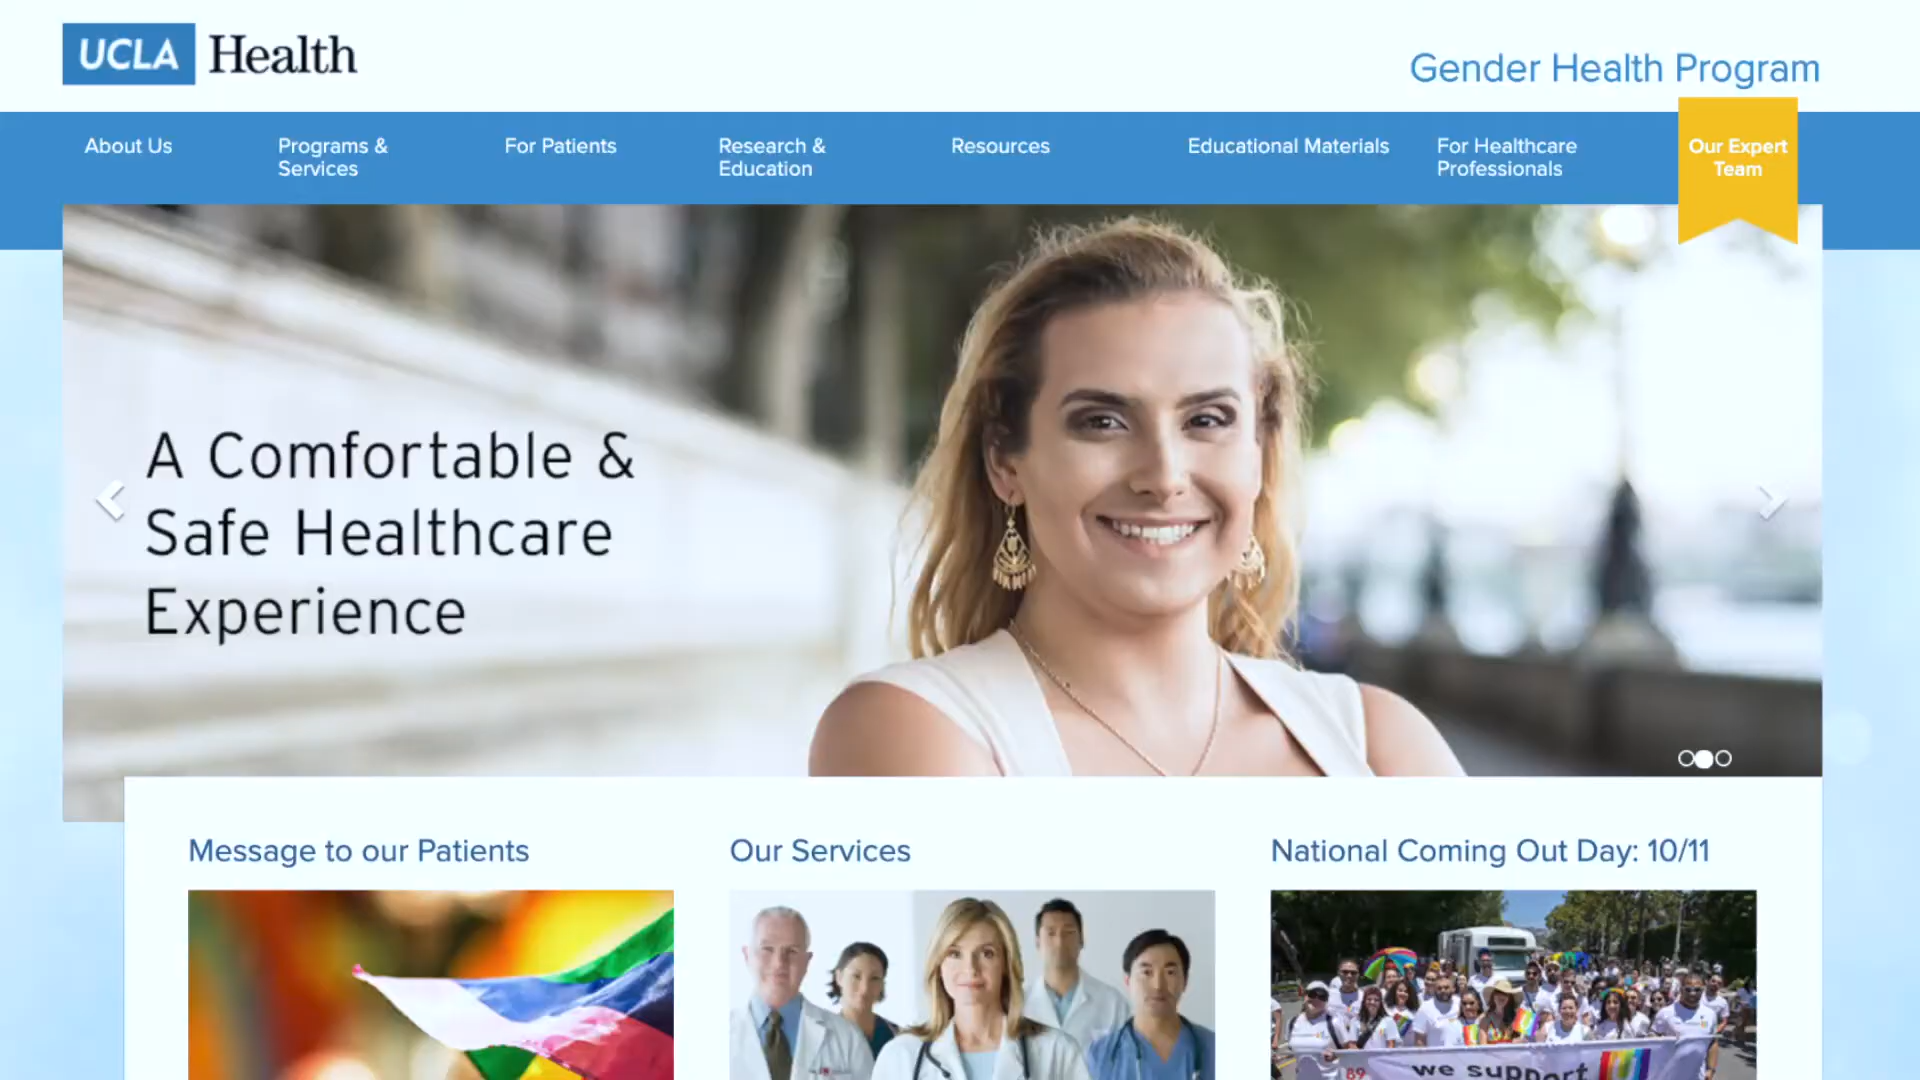 UCLA Health
Gender Health Program
About Us
Programs &
Services
For Patients
Research &
Education
Resources
Educational Materials
For Healthcare
Professionals
Our Expert
Team
A Comfortable &
Safe Healthcare
Experience
Message to our Patients
Our Services
National Coming Out Day: 10/11
89
we support